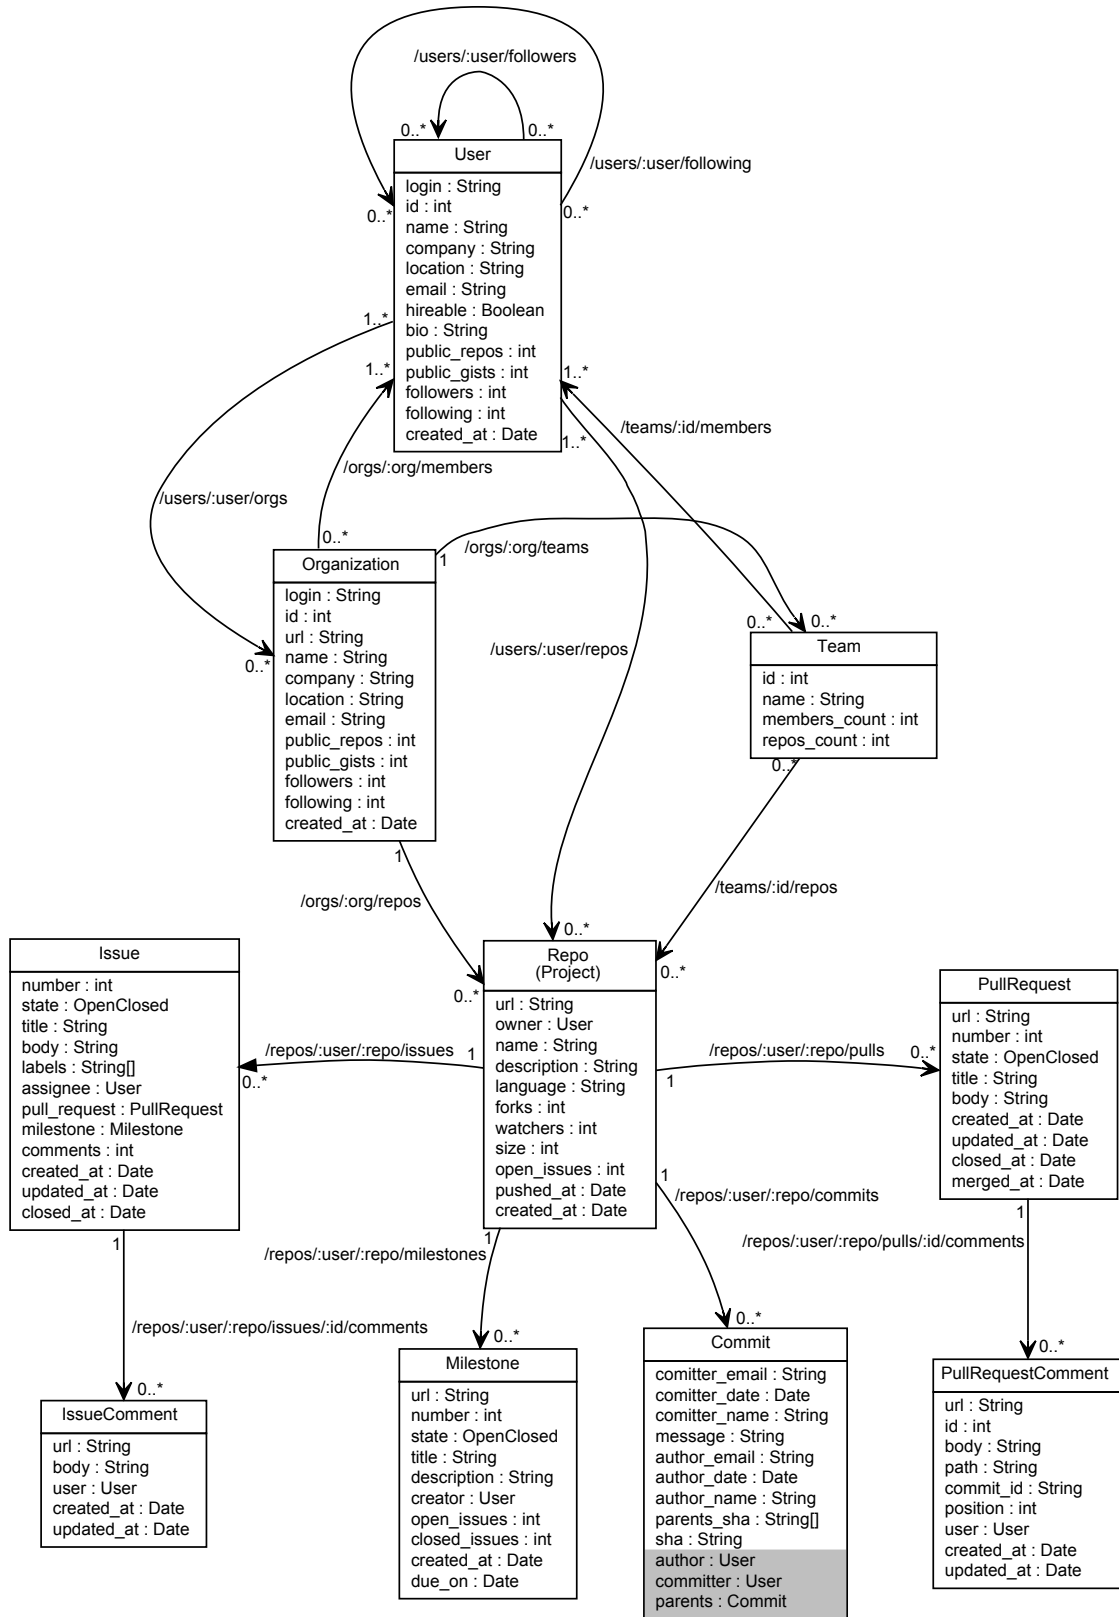 /users/:user/followers
0..*
0..*
User
/users/:user/following
login : String
id : int
name : String
company : String
location : String
email : String
hireable : Boolean
bio : String
public_repos : int
public_gists : int
followers : int
following : int
created_at : Date
0..*
0..*
1..*
1..*
1..*
1..*
/teams/:id/members
/orgs/:org/members
/users/:user/orgs
0..*
1
/orgs/:org/teams
Organization
login : String
id : int
url : String
name : String
company : String
location : String
email : String
public_repos : int
public_gists : int
followers : int
following : int
created_at : Date
0..*
0..*
0..*
/users/:user/repos
Team
id : int
name : String
members_count : int
repos_count : int
0..*
1
/orgs/:org/repos
/teams/:id/repos
0..*
0..*
0..*
Repo
(Project)
url : String
owner : User
name : String
description : String
language : String
forks : int
watchers : int
size : int
open_issues : int
pushed_at : Date
created_at : Date
Issue
number : int
state : OpenClosed
title : String
body : String
labels : String[]
assignee : User
pull_request : PullRequest
milestone : Milestone
comments : int
created_at : Date
updated_at : Date
closed_at : Date
/repos/:user/:repo/issues
1
0..*
/repos/:user/:repo/pulls
1
0..*
PullRequest
url : String
number : int
state : OpenClosed
title : String
body : String
created_at : Date
updated_at : Date
closed_at : Date
merged_at : Date
1
/repos/:user/:repo/commits
1
/repos/:user/:repo/milestones
1
/repos/:user/:repo/pulls/:id/comments
1
/repos/:user/:repo/issues/:id/comments
0..*
0..*
0..*
0..*
IssueComment
url : String
body : String
user : User
created_at : Date
updated_at : Date
Milestone
url : String
number : int
state : OpenClosed
title : String
description : String
creator : User
open_issues : int
closed_issues : int
created_at : Date
due_on : Date
Commit
comitter_email : String
comitter_date : Date
comitter_name : String
message : String
author_email : String
author_date : Date
author_name : String
parents_sha : String[]
sha : String
author : User
committer : User
parents : Commit
PullRequestComment
url : String
id : int
body : String
path : String
commit_id : String
position : int
user : User
created_at : Date
updated_at : Date